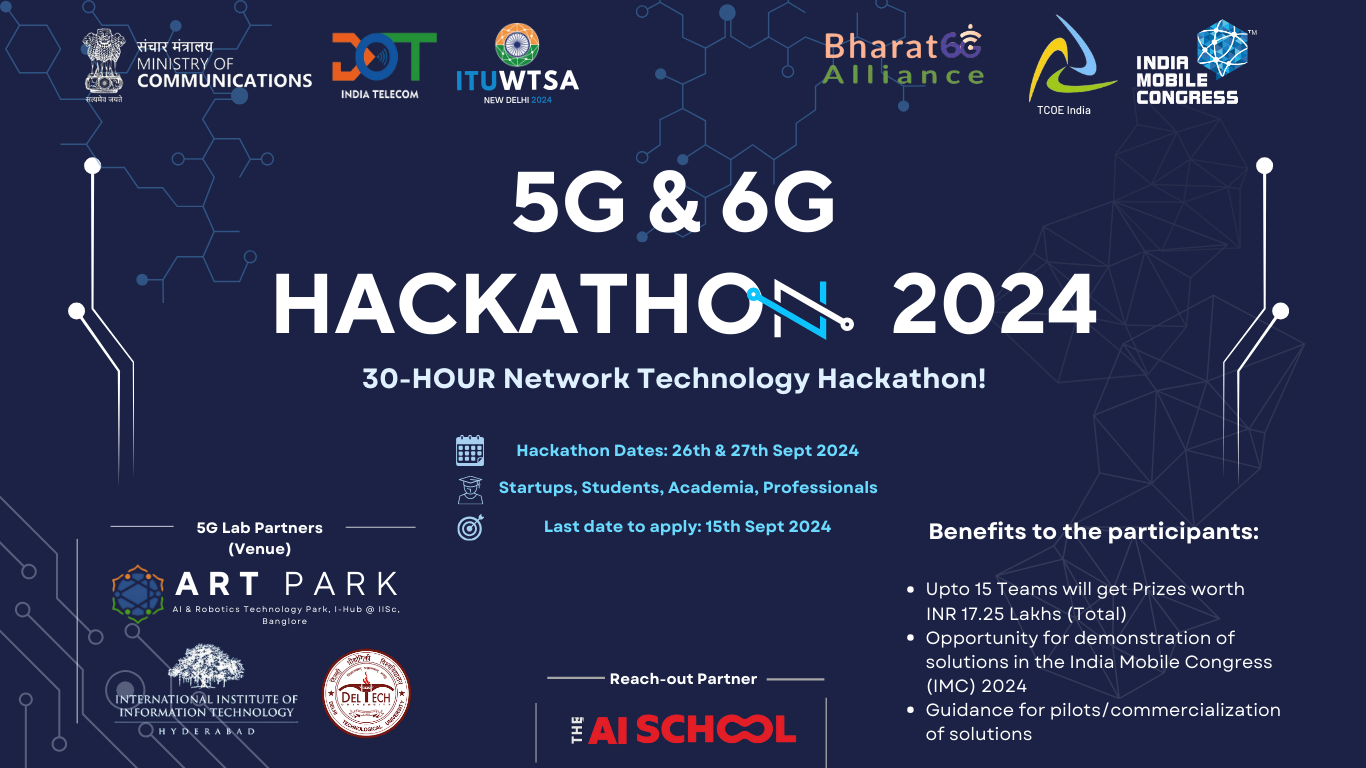 संचार मंत्रालय
MINISTRY OF
COMMUNICATIONS
सत्यमेव जयते
DOT
INDIA TELECOM
ITUWTSA
NEW DELHI 2024
Bharat6G
Alliance
TCOE India
INDIA
MOBILE
CONGRESS
TM
5G & 6G
HACKATHON 2024
30-HOUR Network Technology Hackathon!
Hackathon Dates: 26th & 27th Sept 2024
Startups, Students, Academia, Professionals
Last date to apply: 15th Sept 2024
5G Lab Partners
(Venue)
ART PARK
AI & Robotics Technology Park, I-Hub @ IISc,
Banglore
INTERNATIONAL INSTITUTE OF
INFORMATION TECHNOLOGY
HYDERABAD
DELTECH
DELHI TECHNOLOGICAL UNIVERSITY
Reach-out Partner
THE AI SCHOOL
Benefits to the participants:
Upto 15 Teams will get Prizes worth
INR 17.25 Lakhs (Total)
Opportunity for demonstration of
solutions in the India Mobile Congress
(IMC) 2024
Guidance for pilots/commercialization
of solutions